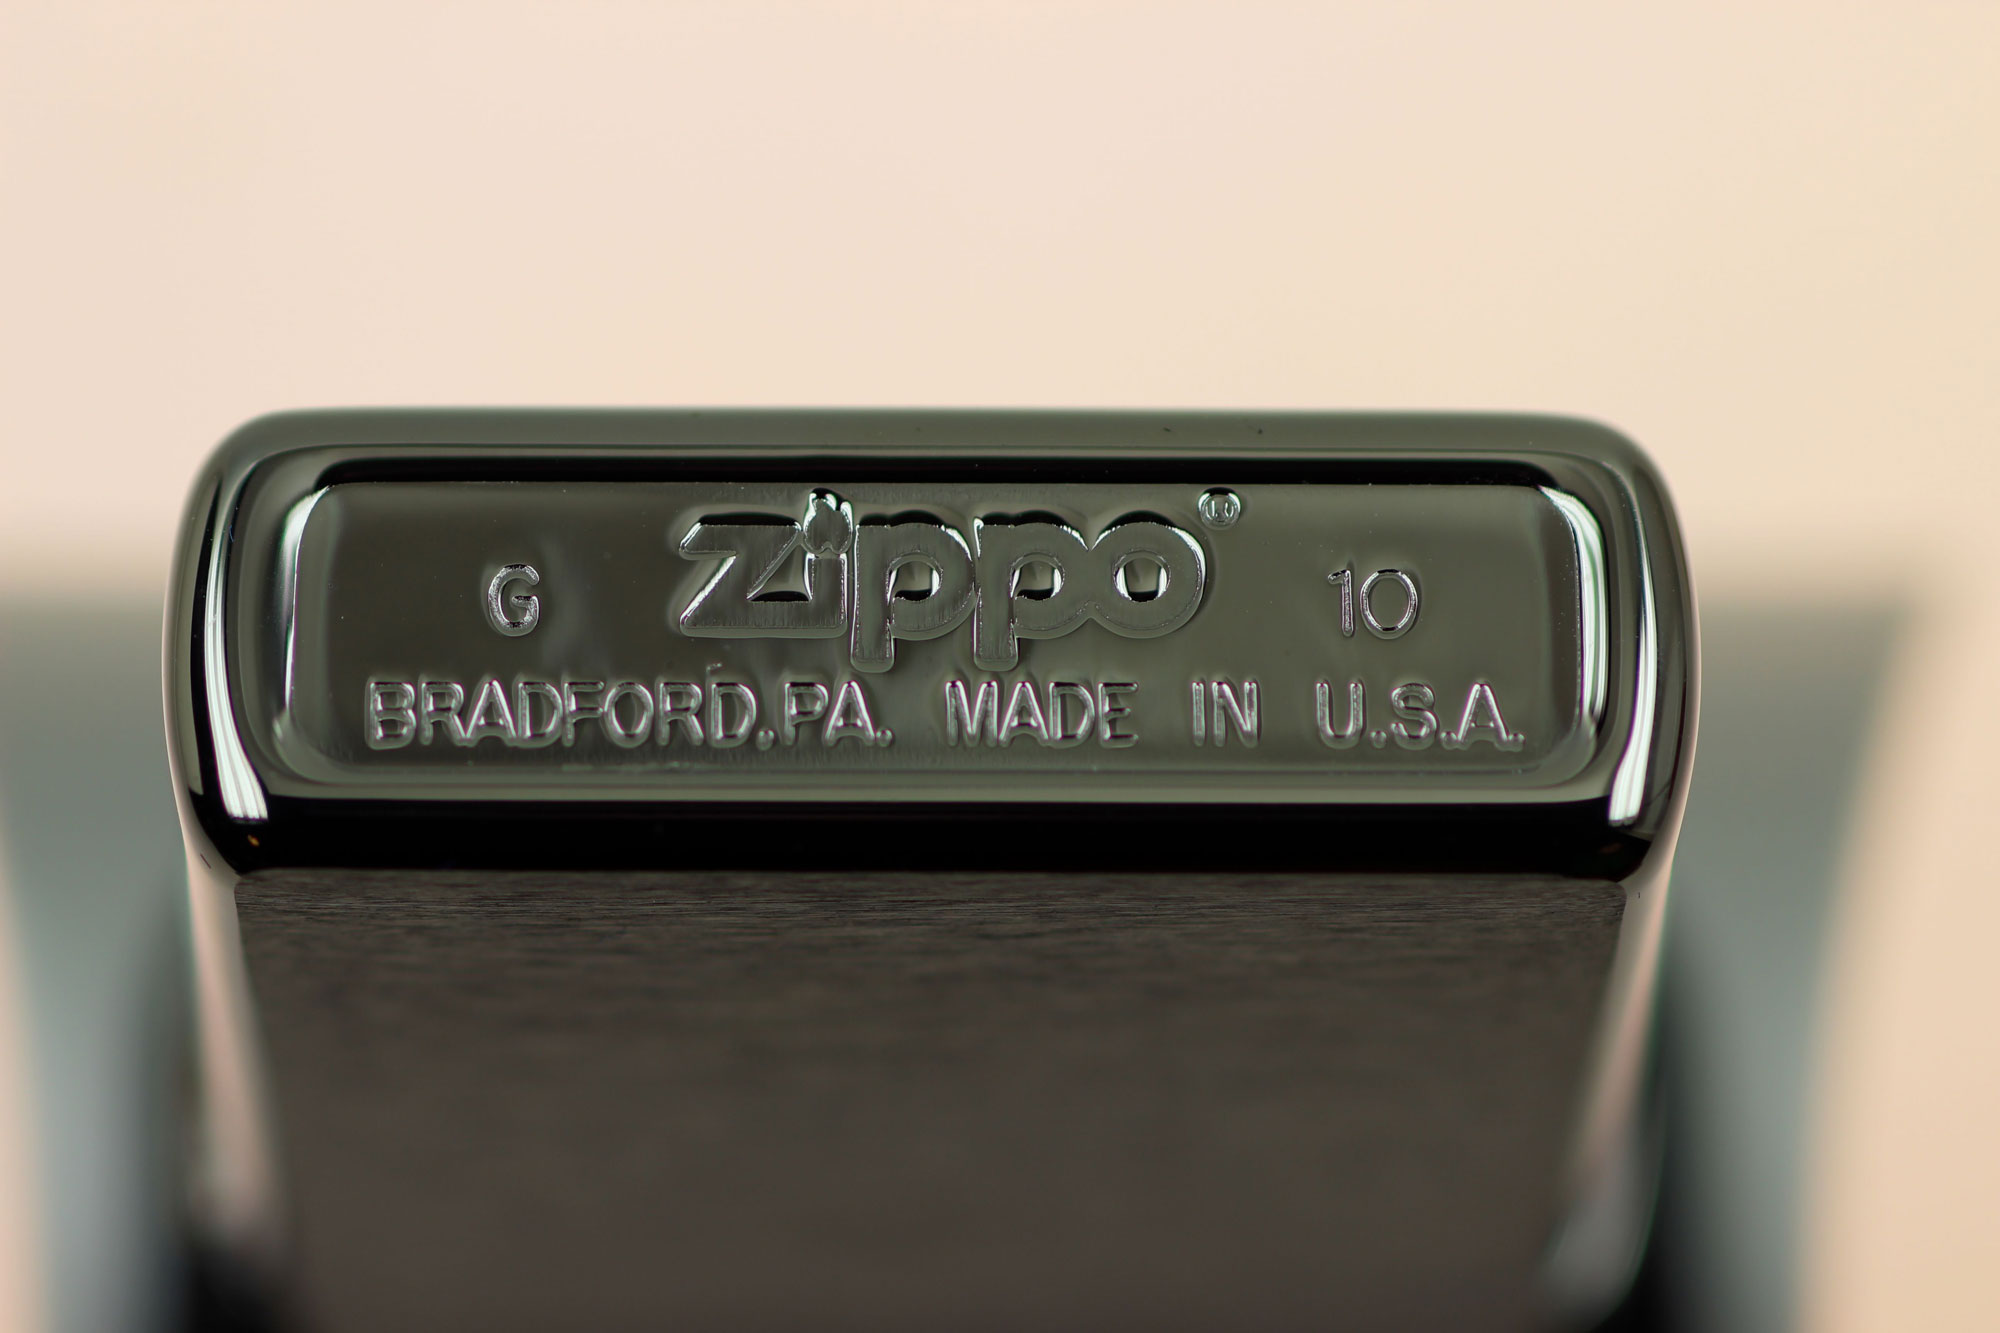 G zippo® 10
BRADFORD,PA. MADE IN U.S.A.